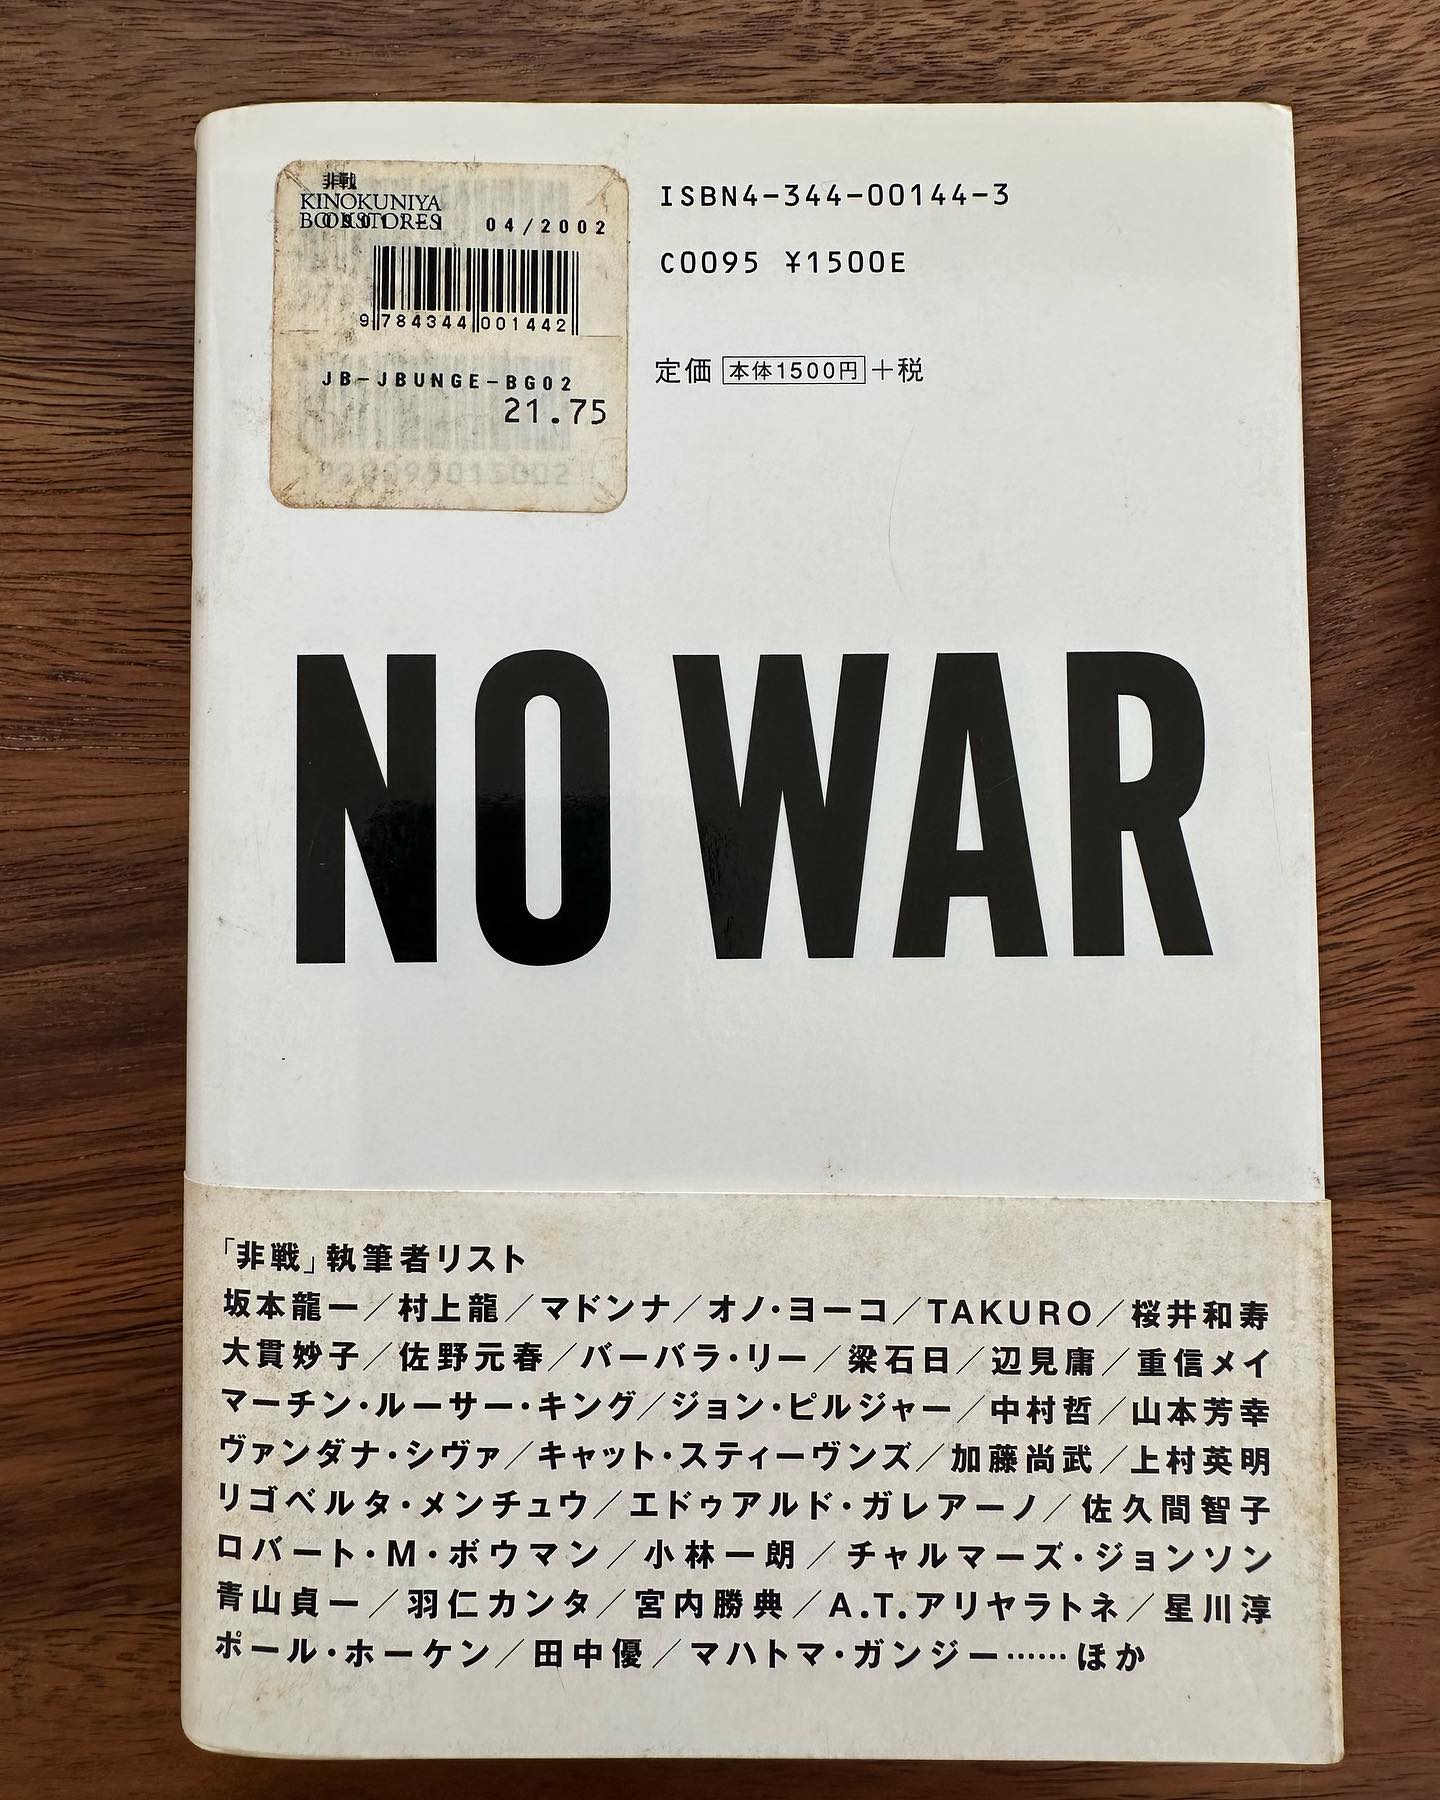 非戦
KINOKUNIYA
BOOKSTORES
04/2002
9 784344 001442
JB-JBUNGE-BG02
21.75
ISBN4-344-00144-3
C0095 ¥1500E
定価 本体1500円+税
NO WAR
「非戦」執筆者リスト
坂本龍一/村上龍/マドンナ/オノ・ヨーコ/TAKURO/桜井和寿
大貫妙子/佐野元春/バーバラ・リー/梁石日/辺見庸/重信メイ
マーチン・ルーサー・キング/ジョン・ピルジャー/中村哲/山本芳幸
ヴァンダナ・シヴァ/キャット・スティーヴンズ/加藤尚武/上村英明
リゴベルタ・メンチュウ/エドゥアルド・ガレアーノ/佐久間智子
ロバート・M・ボウマン/小林一朗/チャルマーズ・ジョンソン
青山貞一/羽仁カンタ/宮内勝典/A.T.アリヤラトネ/星川淳
ポール・ホーケン/田中優/マハトマ・ガンジー……ほか